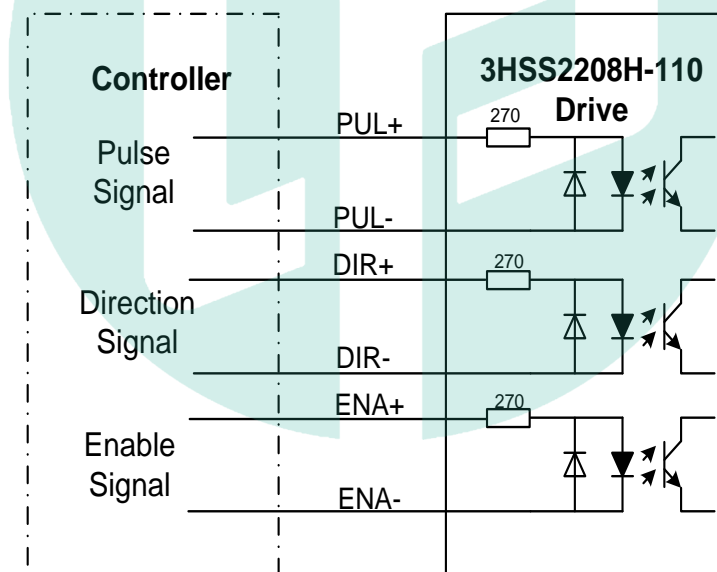 Controller
3HSS2208H-110
Drive
PUL+
270
Pulse
Signal
PUL-
DIR+
270
Direction
Signal
DIR-
ENA+
270
Enable
Signal
ENA-